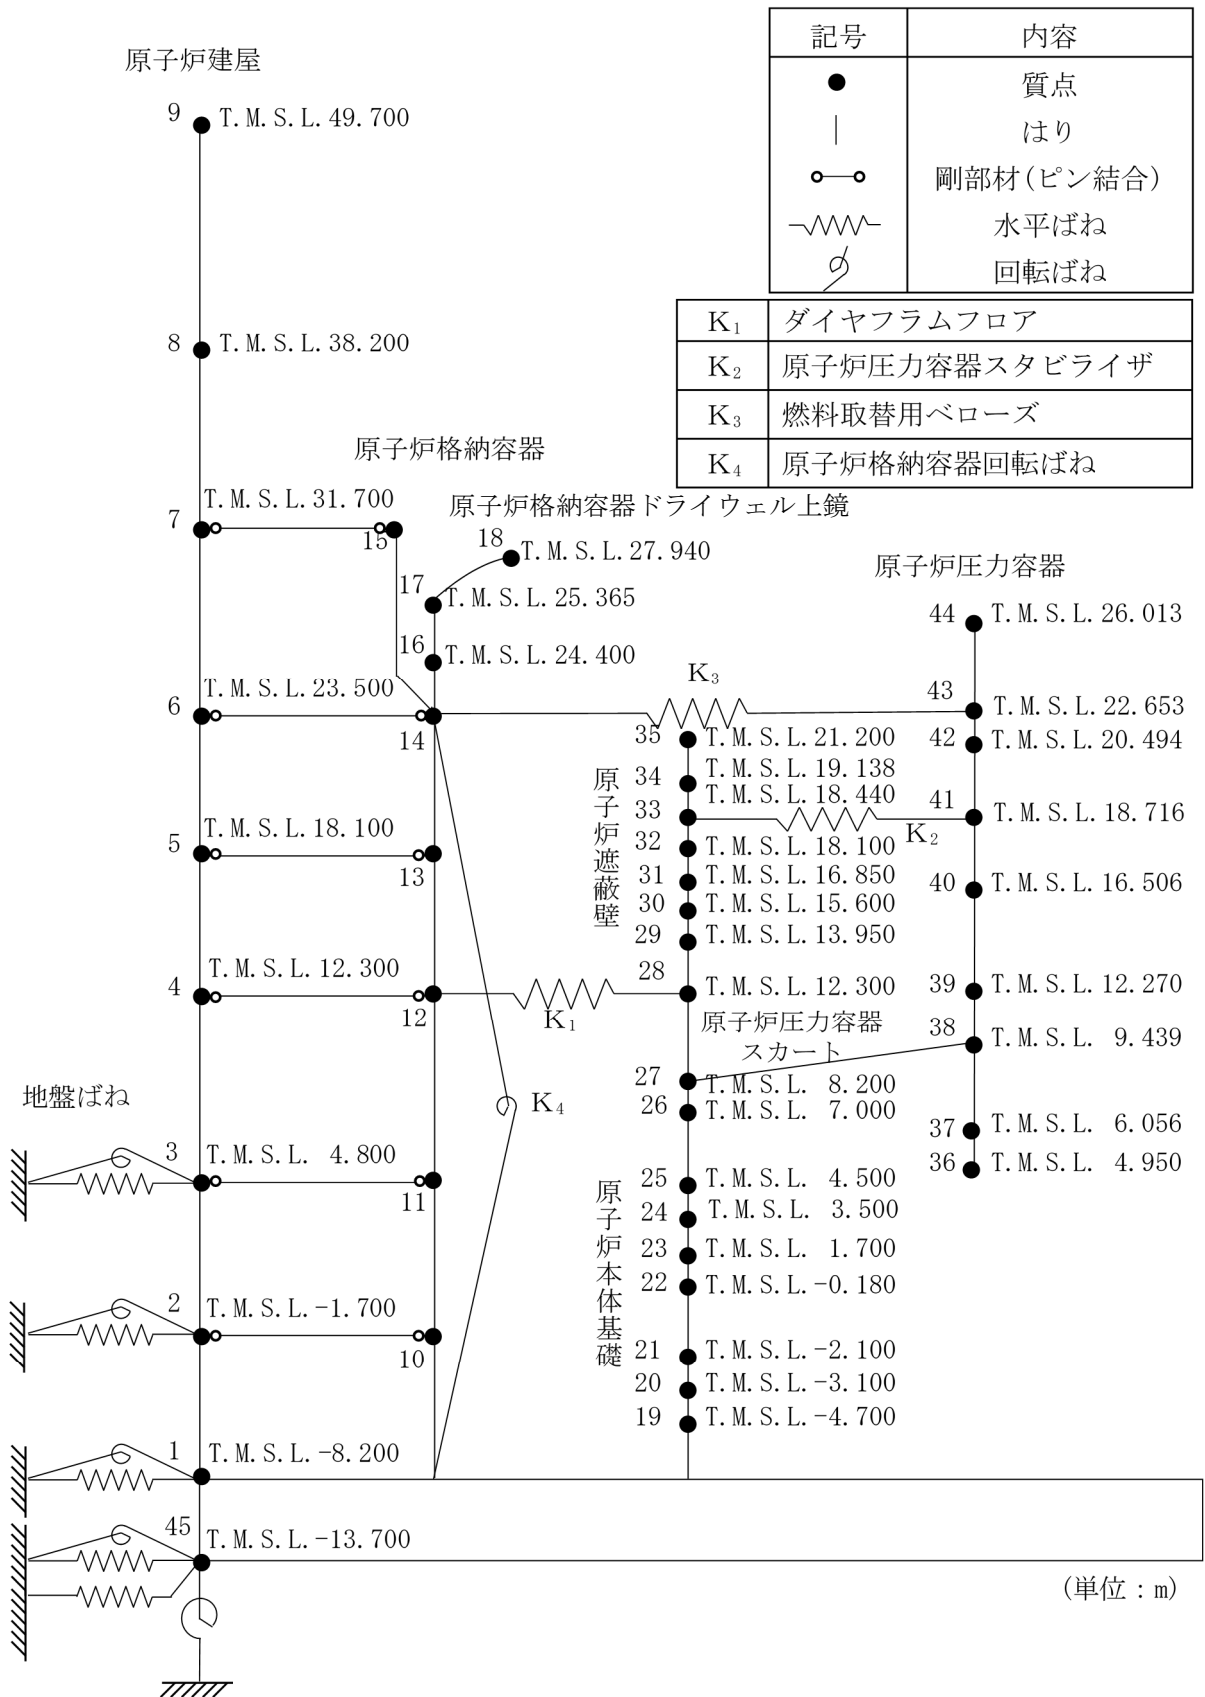 記号 内容
質点
はり
剛部材(ピン結合)
水平ばね
回転ばね
K₁ ダイヤフラムフロア
K₂ 原子炉圧力容器スタビライザ
K₃ 燃料取替用ベローズ
K₄ 原子炉格納容器回転ばね
原子炉建屋
9 T.M.S.L.49.700
8 T.M.S.L.38.200
7 T.M.S.L.31.700
6 T.M.S.L.23.500
5 T.M.S.L.18.100
4 T.M.S.L.12.300
地盤ばね
3 T.M.S.L. 4.800
2 T.M.S.L.-1.700
1 T.M.S.L.-8.200
45 T.M.S.L.-13.700
原子炉格納容器
15
原子炉格納容器ドライウェル上鏡
18 T.M.S.L.27.940
17 T.M.S.L.25.365
16 T.M.S.L.24.400
14
13
12
11
10
K₃
K₂
K₁
K₄
原子炉遮蔽壁
35 T.M.S.L.21.200
34 T.M.S.L.19.138
33 T.M.S.L.18.440
32 T.M.S.L.18.100
31 T.M.S.L.16.850
30 T.M.S.L.15.600
29 T.M.S.L.13.950
28 T.M.S.L.12.300
原子炉圧力容器
スカート
27 T.M.S.L. 8.200
26 T.M.S.L. 7.000
原子炉本体基礎
25 T.M.S.L. 4.500
24 T.M.S.L. 3.500
23 T.M.S.L. 1.700
22 T.M.S.L.-0.180
21 T.M.S.L.-2.100
20 T.M.S.L.-3.100
19 T.M.S.L.-4.700
原子炉圧力容器
44 T.M.S.L.26.013
43 T.M.S.L.22.653
42 T.M.S.L.20.494
41 T.M.S.L.18.716
40 T.M.S.L.16.506
39 T.M.S.L.12.270
38 T.M.S.L. 9.439
37 T.M.S.L. 6.056
36 T.M.S.L. 4.950
(単位：m)